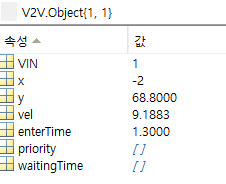 V2V.Object{1, 1}
속성 값
VIN 1
x -2
y 68.8000
vel 9.1883
enterTime 1.3000
priority []
waitingTime []